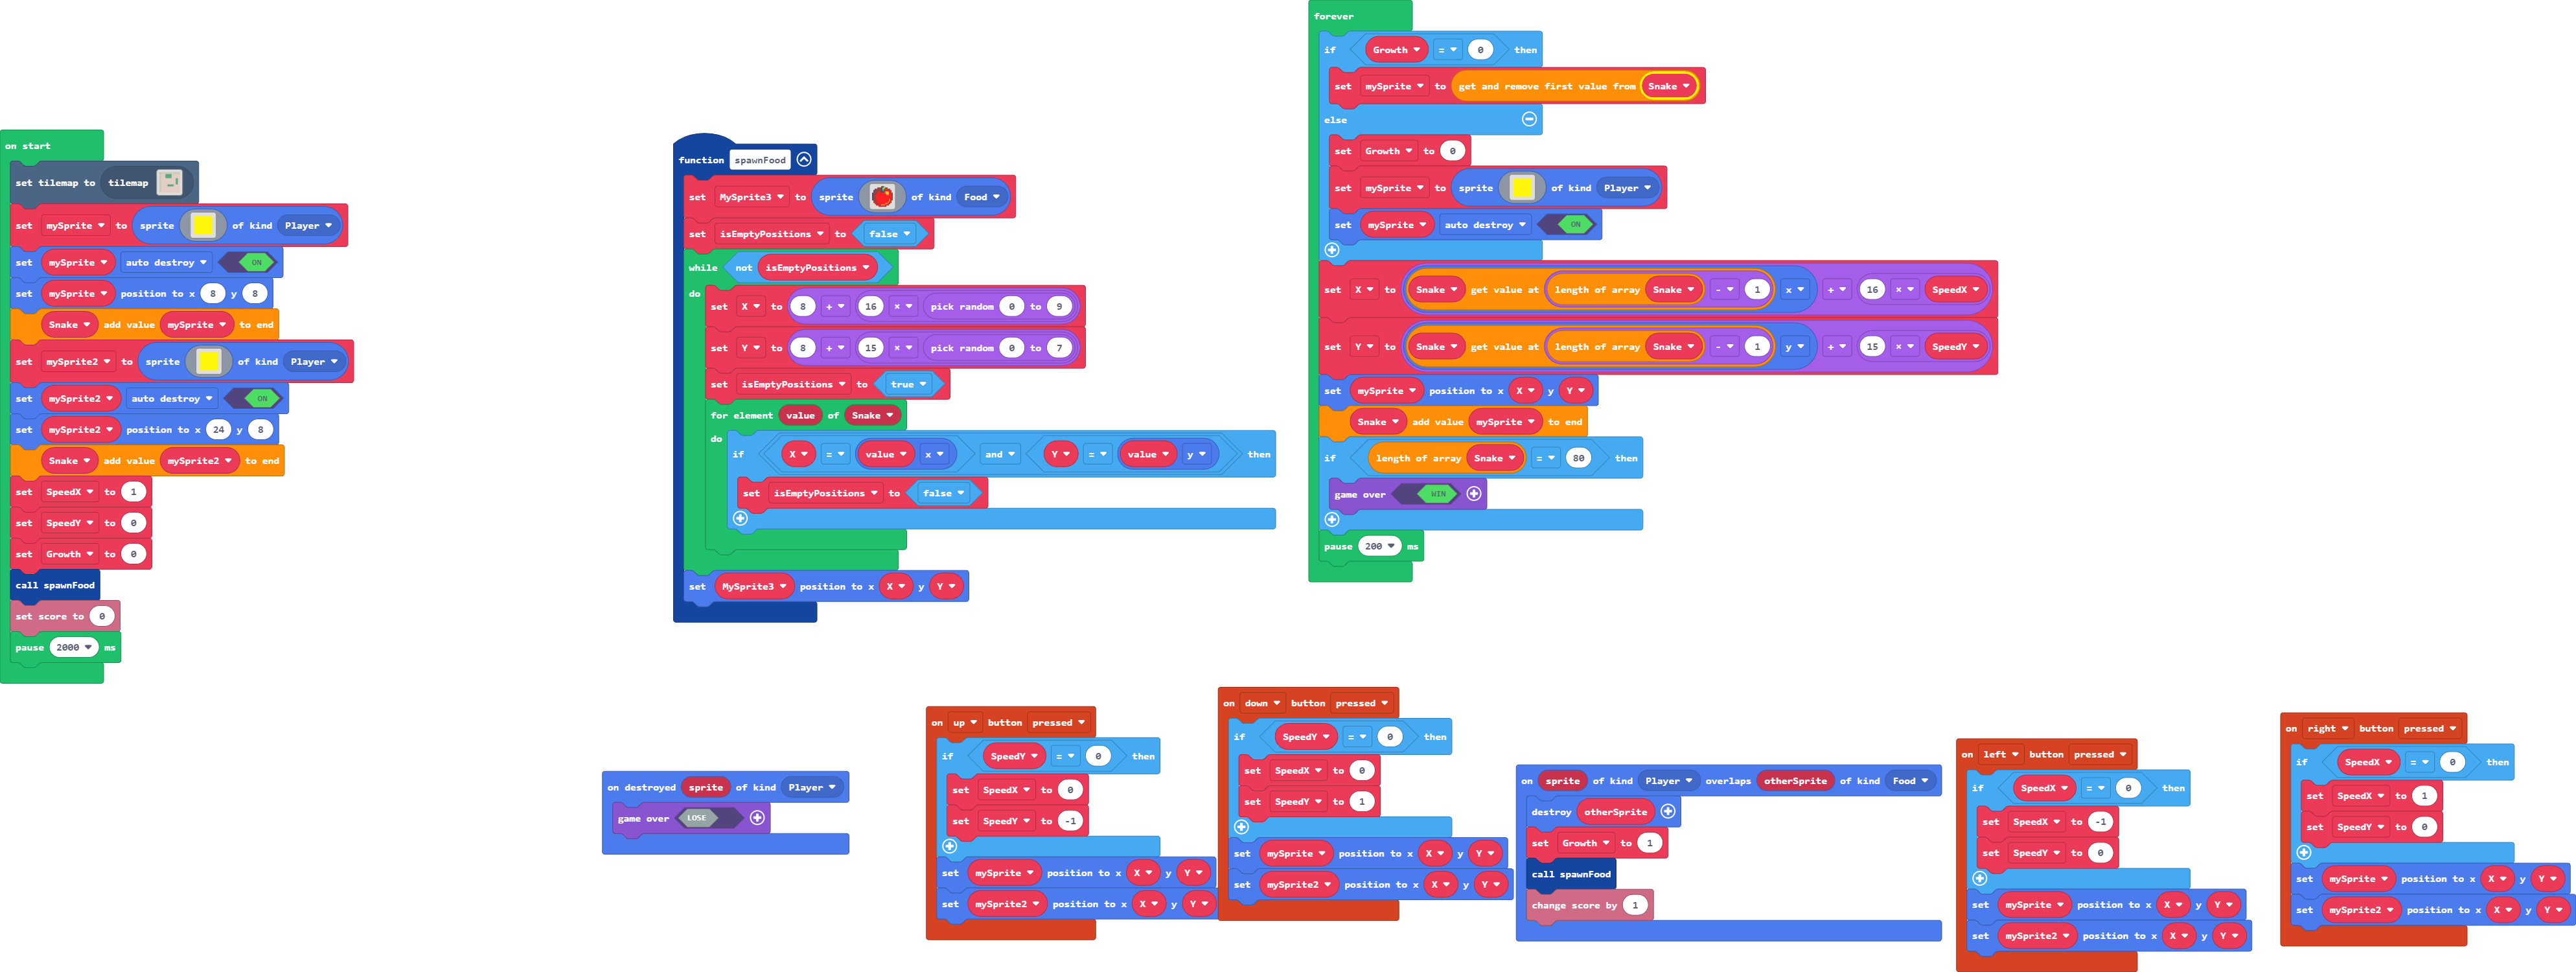 on start
set tilemap to tilemap
set mySprite to sprite of kind Player
set mySprite auto destroy ON
set mySprite position to x 8 y 8
Snake add value mySprite to end
set mySprite2 to sprite of kind Player
set mySprite2 auto destroy ON
set mySprite2 position to x 24 y 8
Snake add value mySprite2 to end
set SpeedX to 1
set SpeedY to 0
set Growth to 0
call spawnFood
set score to 0
pause 2000 ms
function spawnFood
set MySprite3 to sprite of kind Food
set isEmptyPositions to false
while not isEmptyPositions
do
set X to 8 + 16 × pick random 0 to 9
set Y to 8 + 15 × pick random 0 to 7
set isEmptyPositions to true
for element value of Snake
do
if X = value x and Y = value y then
set isEmptyPositions to false
set MySprite3 position to x X y Y
forever
if Growth = 0 then
set mySprite to get and remove first value from Snake
else
set Growth to 0
set mySprite to sprite of kind Player
set mySprite auto destroy ON
set X to Snake get value at length of array Snake - 1 x + 16 × SpeedX
set Y to Snake get value at length of array Snake - 1 y + 15 × SpeedY
set mySprite position to x X y Y
Snake add value mySprite to end
if length of array Snake = 80 then
game over WIN
pause 200 ms
on destroyed sprite of kind Player
game over LOSE
on up button pressed
if SpeedY = 0 then
set SpeedX to 0
set SpeedY to -1
set mySprite position to x X y Y
set mySprite2 position to x X y Y
on down button pressed
if SpeedY = 0 then
set SpeedX to 0
set SpeedY to 1
set mySprite position to x X y Y
set mySprite2 position to x X y Y
on sprite of kind Player overlaps otherSprite of kind Food
destroy otherSprite
set Growth to 1
call spawnFood
change score by 1
on left button pressed
if SpeedX = 0 then
set SpeedX to -1
set SpeedY to 0
set mySprite position to x X y Y
set mySprite2 position to x X y Y
on right button pressed
if SpeedX = 0 then
set SpeedX to 1
set SpeedY to 0
set mySprite position to x X y Y
set mySprite2 position to x X y Y